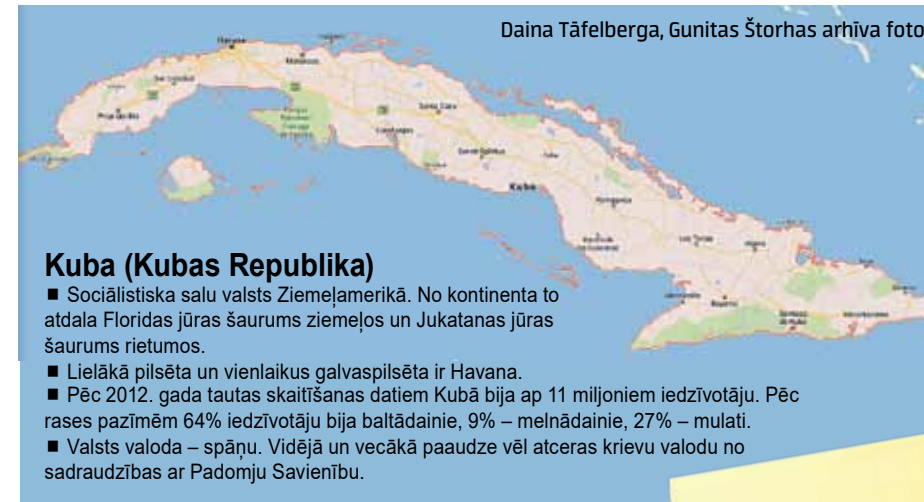 Daina Tāfelberga, Gunitas Štorhas arhīva foto
Kuba
Kuba (Kubas Republika)
■ Sociālistiska salu valsts Ziemeļamerikā. No kontinenta to
atdala Floridas jūras šaurums ziemeļos un Jukatanas jūras
šaurums rietumos.
■ Lielākā pilsēta un vienlaikus galvaspilsēta ir Havana.
■ Pēc 2012. gada tautas skaitīšanas datiem Kubā bija ap 11 miljoniem iedzīvotāju. Pēc
rases pazīmēm 64% iedzīvotāju bija baltādainie, 9% – melnādainie, 27% – mulati.
■ Valsts valoda – spāņu. Vidējā un vecākā paaudze vēl atceras krievu valodu no
sadraudzības ar Padomju Savienību.